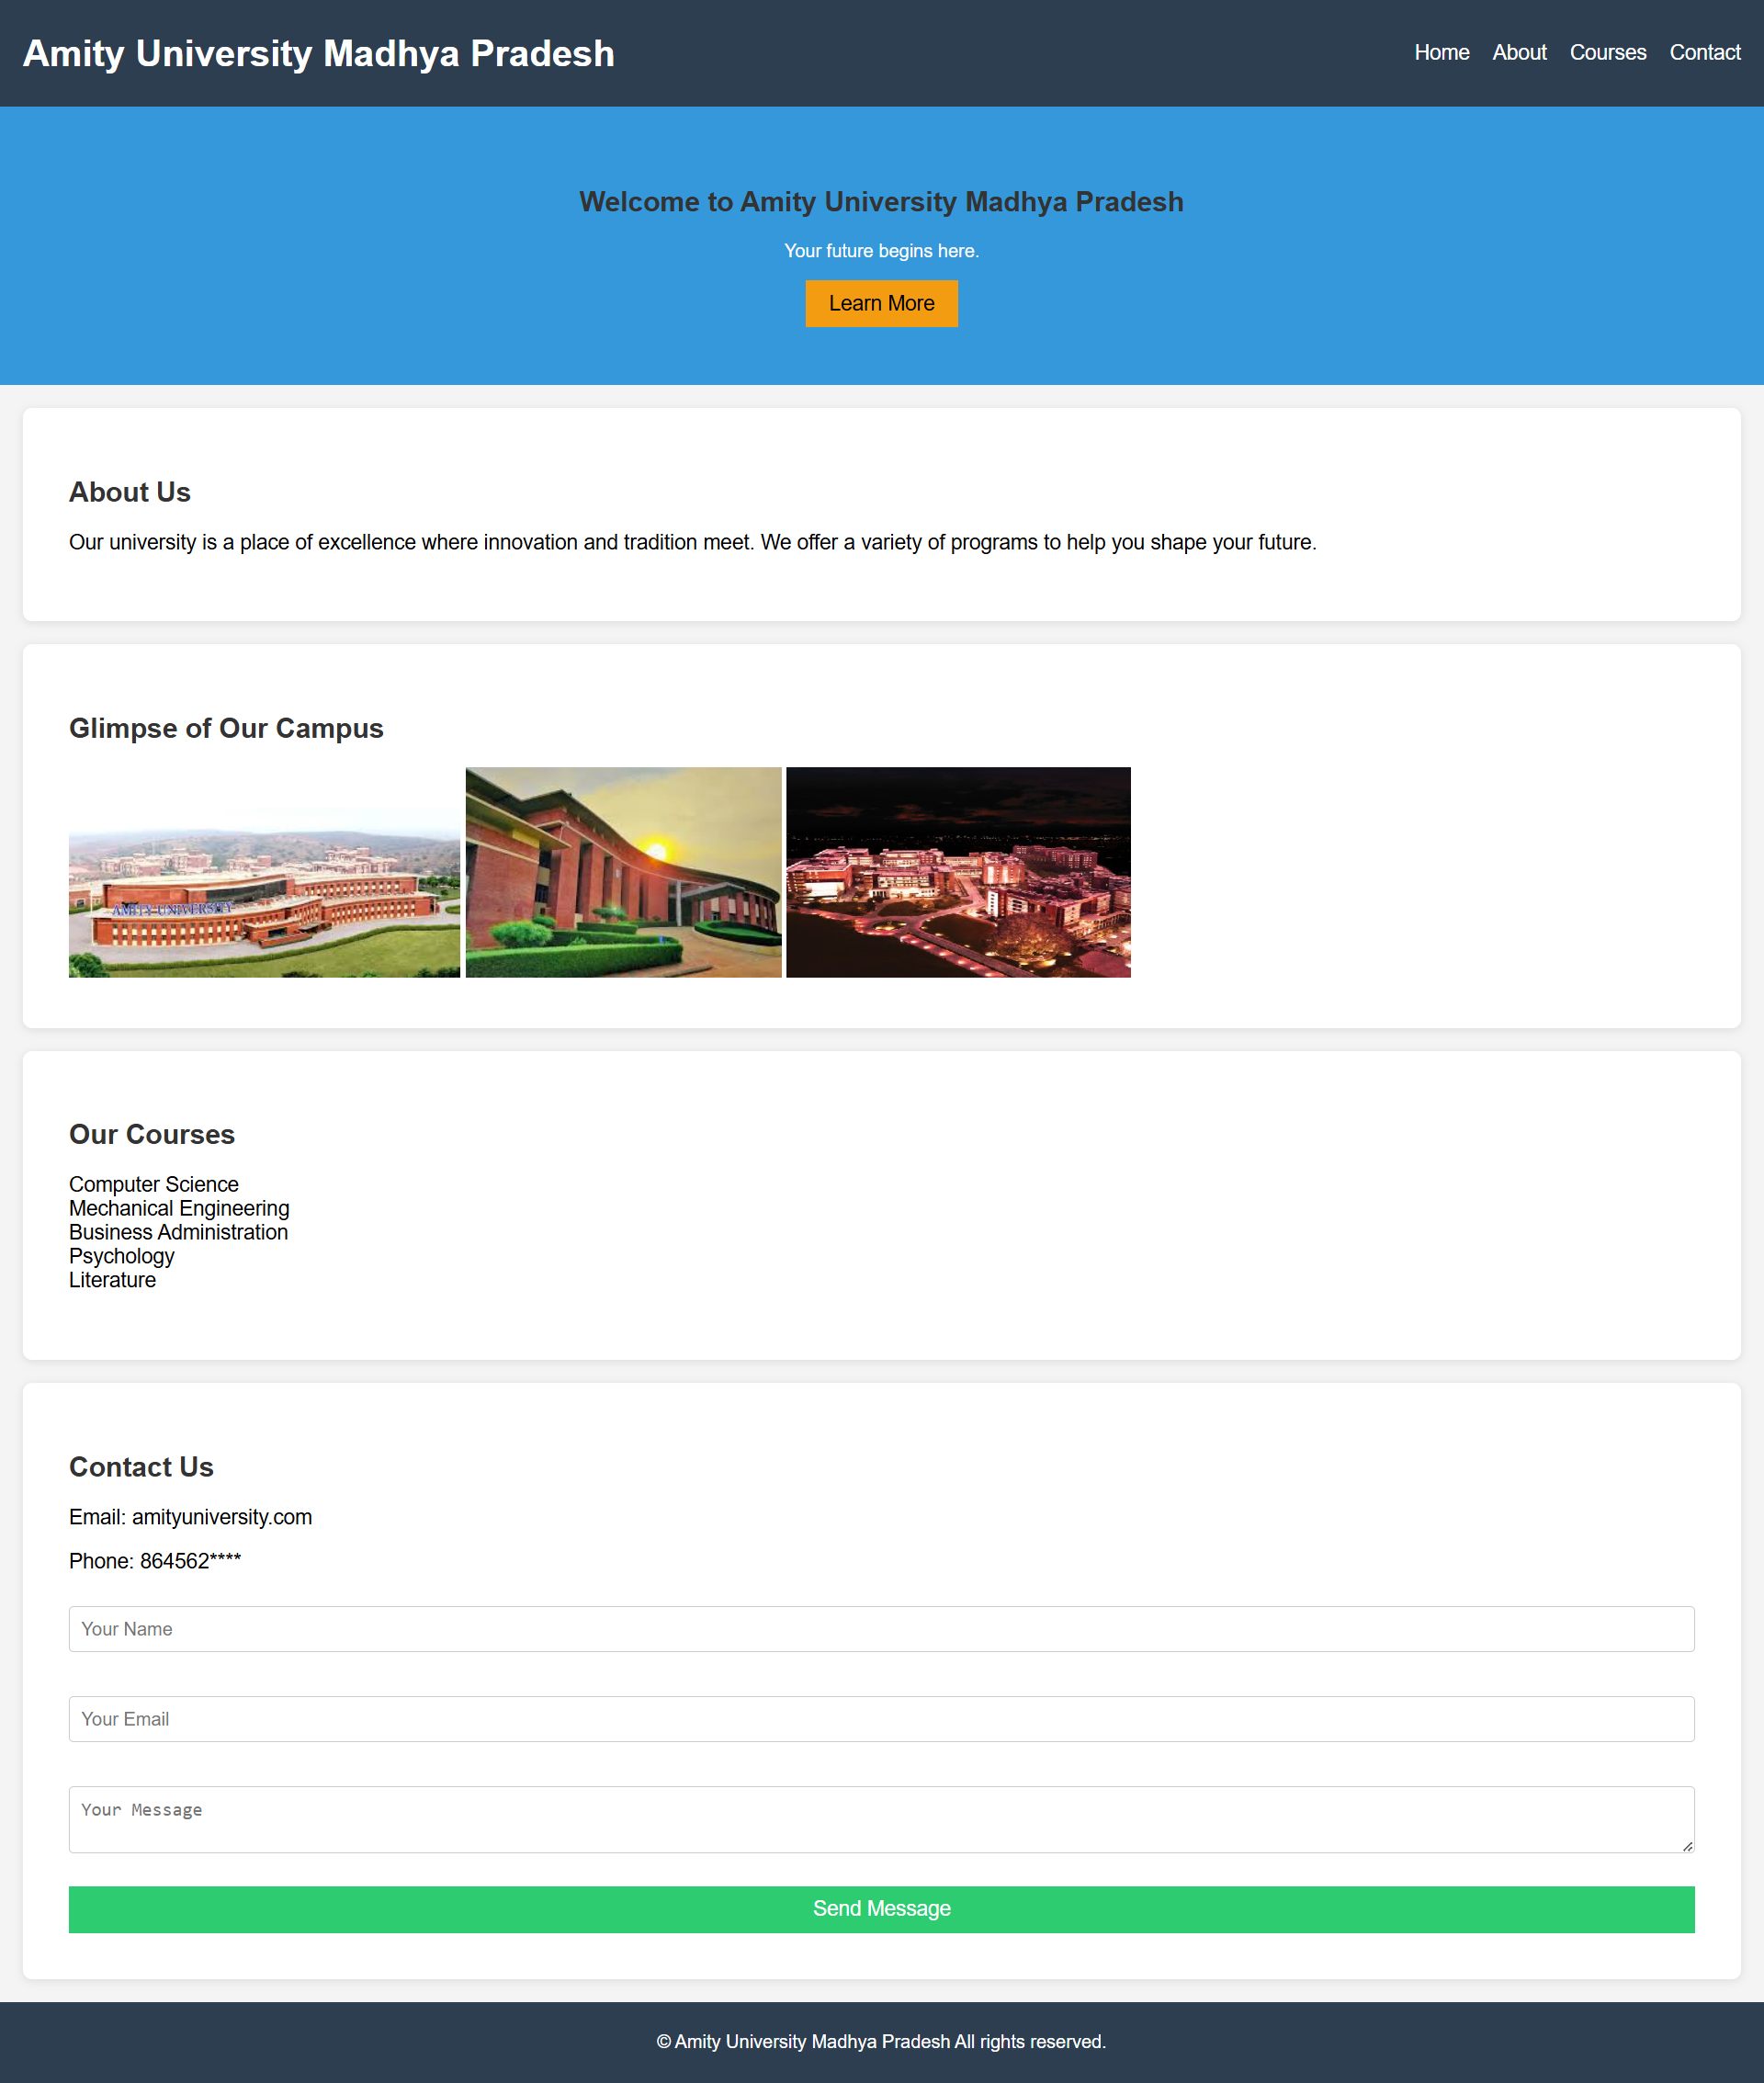 Amity University Madhya Pradesh
Home About Courses Contact
Welcome to Amity University Madhya Pradesh
Your future begins here.
Learn More
About Us
Our university is a place of excellence where innovation and tradition meet. We offer a variety of programs to help you shape your future.
Glimpse of Our Campus
AMITY UNIVERSITY
Our Courses
Computer Science
Mechanical Engineering
Business Administration
Psychology
Literature
Contact Us
Email: amityuniversity.com
Phone: 864562****
Your Name
Your Email
Your Message
Send Message
© Amity University Madhya Pradesh All rights reserved.